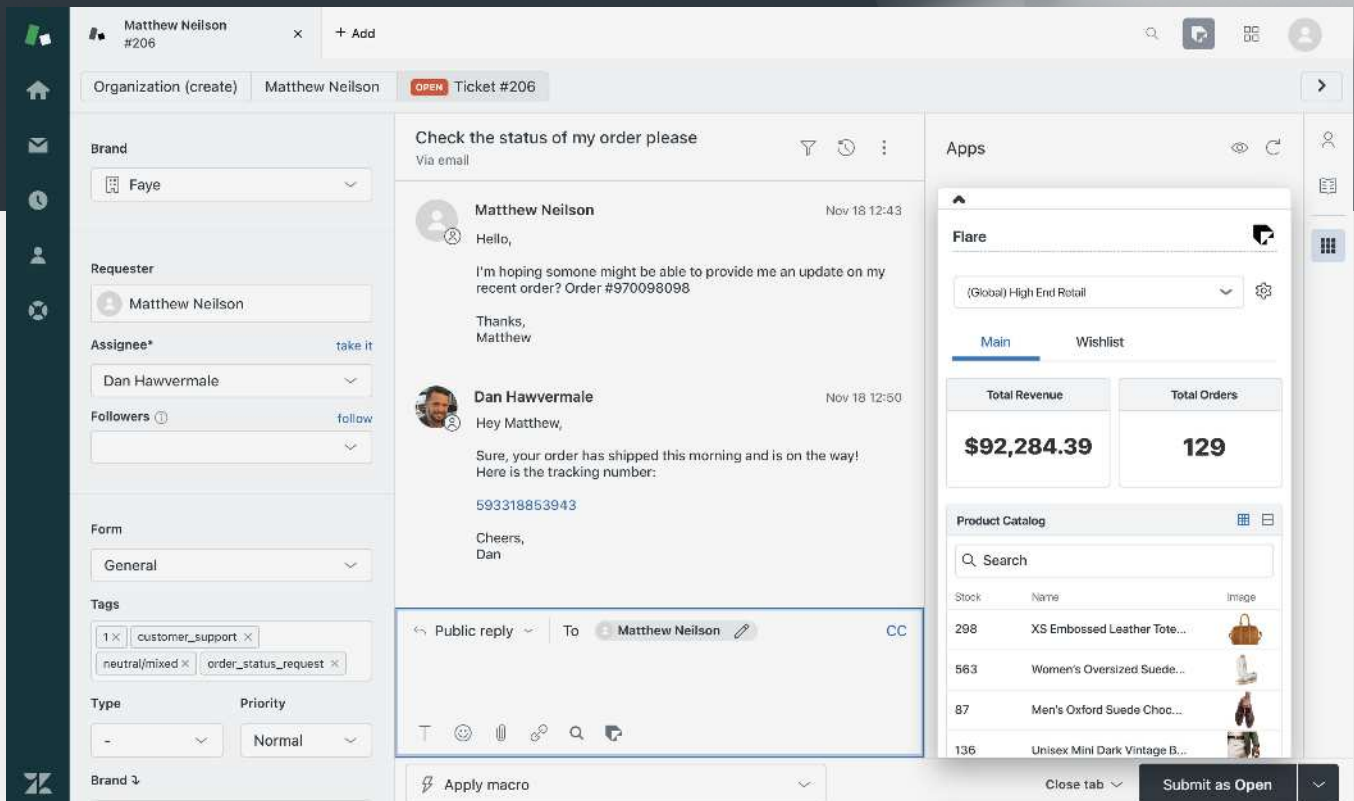 Matthew Neilson
#206
×
+ Add
Organization (create)
Matthew Neilson
OPEN Ticket #206
Brand
Faye
Requester
Matthew Neilson
Assignee*
take it
Dan Hawvermale
Followers
follow
Form
General
Tags
1 ×
customer_support ×
neutral/mixed ×
order_status_request ×
Type
Priority
-
Normal
Brand ↴
Check the status of my order please
Via email
Matthew Neilson
Nov 18 12:43
Hello,
I'm hoping somone might be able to provide me an update on my
recent order? Order #970098098
Thanks,
Matthew
Dan Hawvermale
Nov 18 12:50
Hey Matthew,
Sure, your order has shipped this morning and is on the way!
Here is the tracking number:
593318853943
Cheers,
Dan
Public reply
To
Matthew Neilson
CC
Apply macro
Apps
Flare
(Global) High End Retail
Main
Wishlist
Total Revenue
Total Orders
$92,284.39
129
Product Catalog
Search
Stock
Name
Image
298
XS Embossed Leather Tote...
563
Women's Oversized Suede...
87
Men's Oxford Suede Choc...
136
Unisex Mini Dark Vintage B...
Close tab
Submit as Open